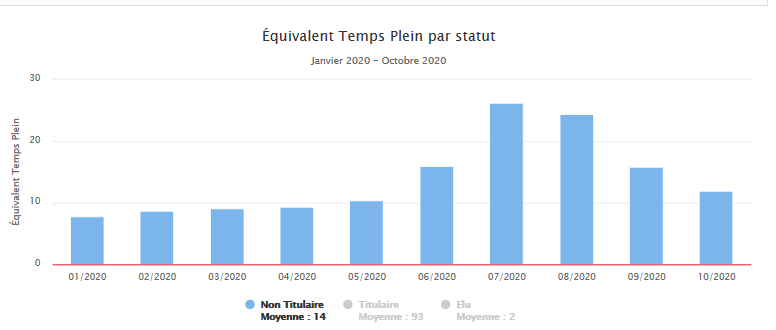 Équivalent Temps Plein par statut
Janvier 2020 - Octobre 2020
Équivalent Temps Plein
30
20
10
0
01/2020 02/2020 03/2020 04/2020 05/2020 06/2020 07/2020 08/2020 09/2020 10/2020
Non Titulaire Titulaire Elu
Moyenne : 14 Moyenne : 93 Moyenne : 2